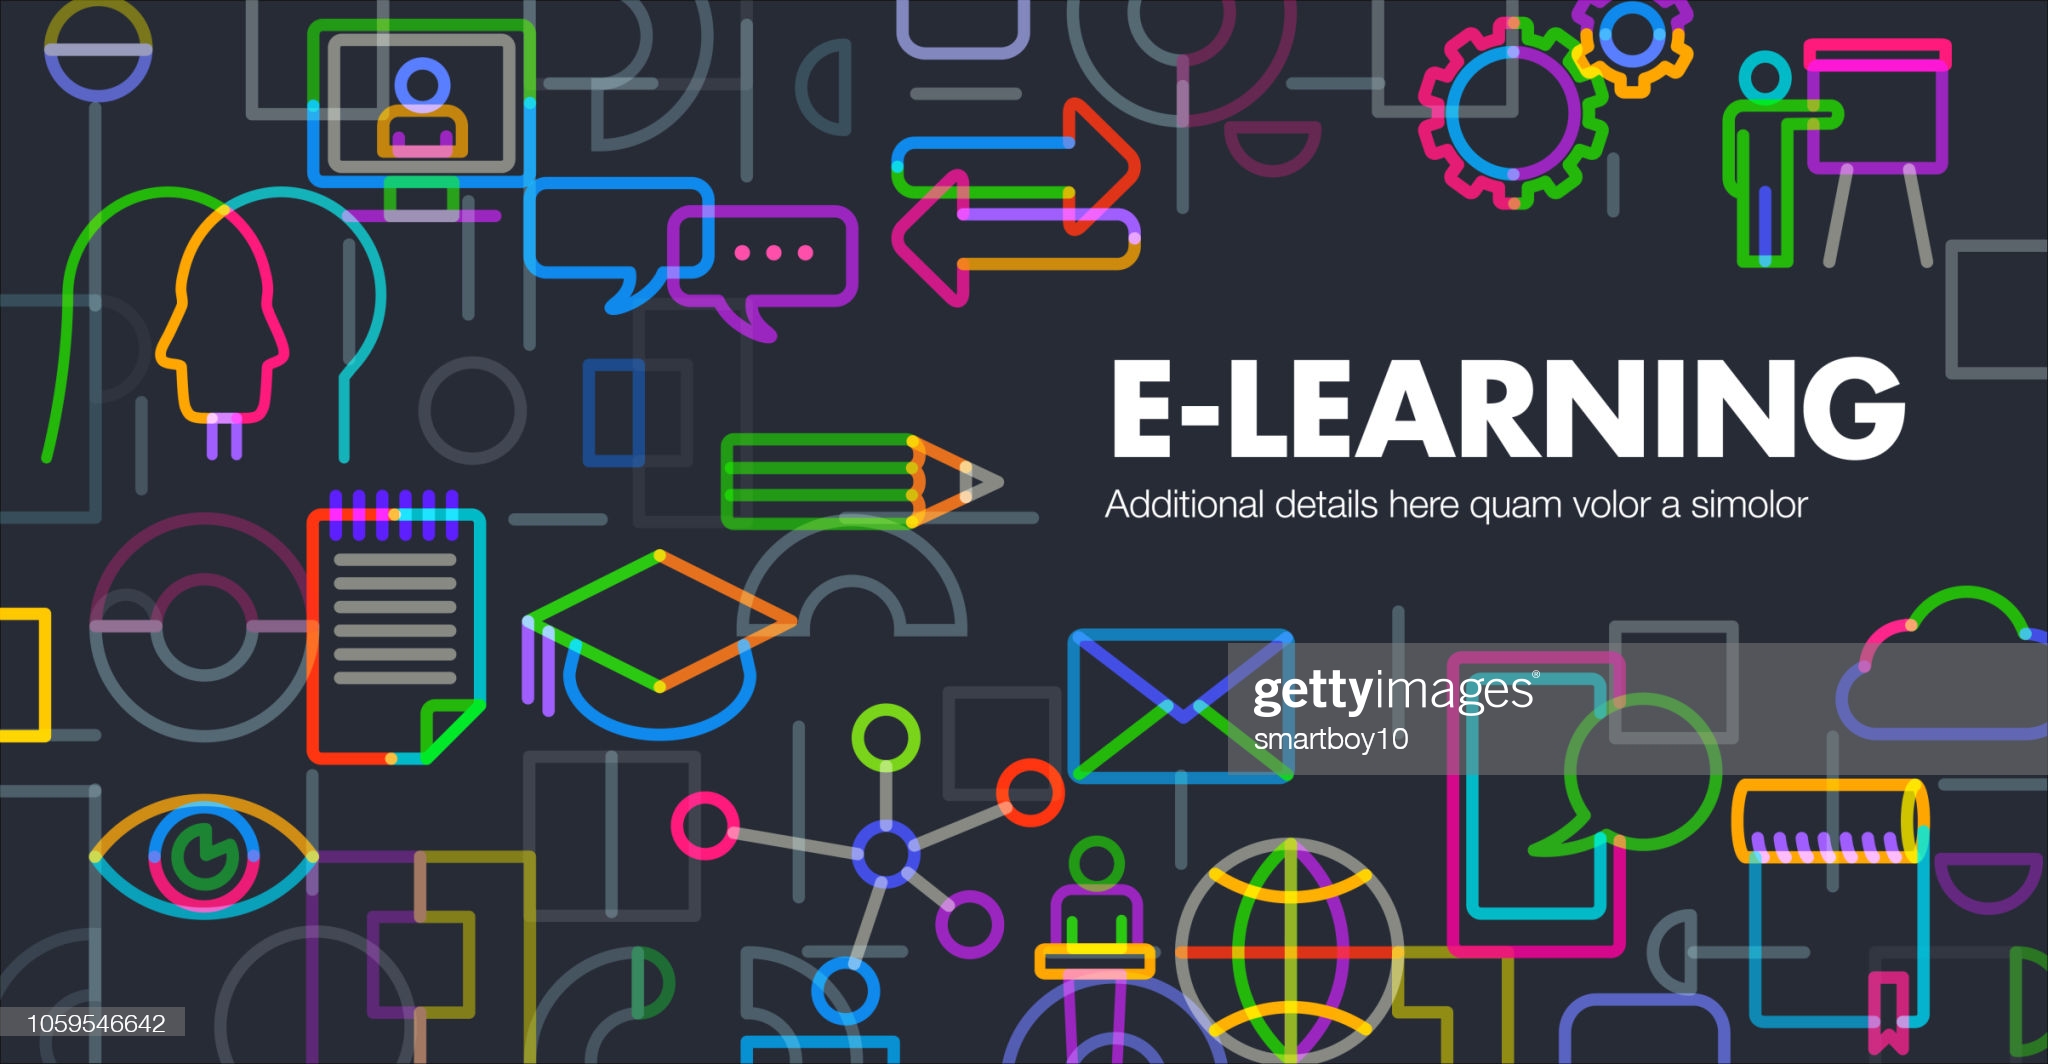 E-LEARNING
Additional details here quam volor a simolor
gettyimages®
smartboy10
1059546642